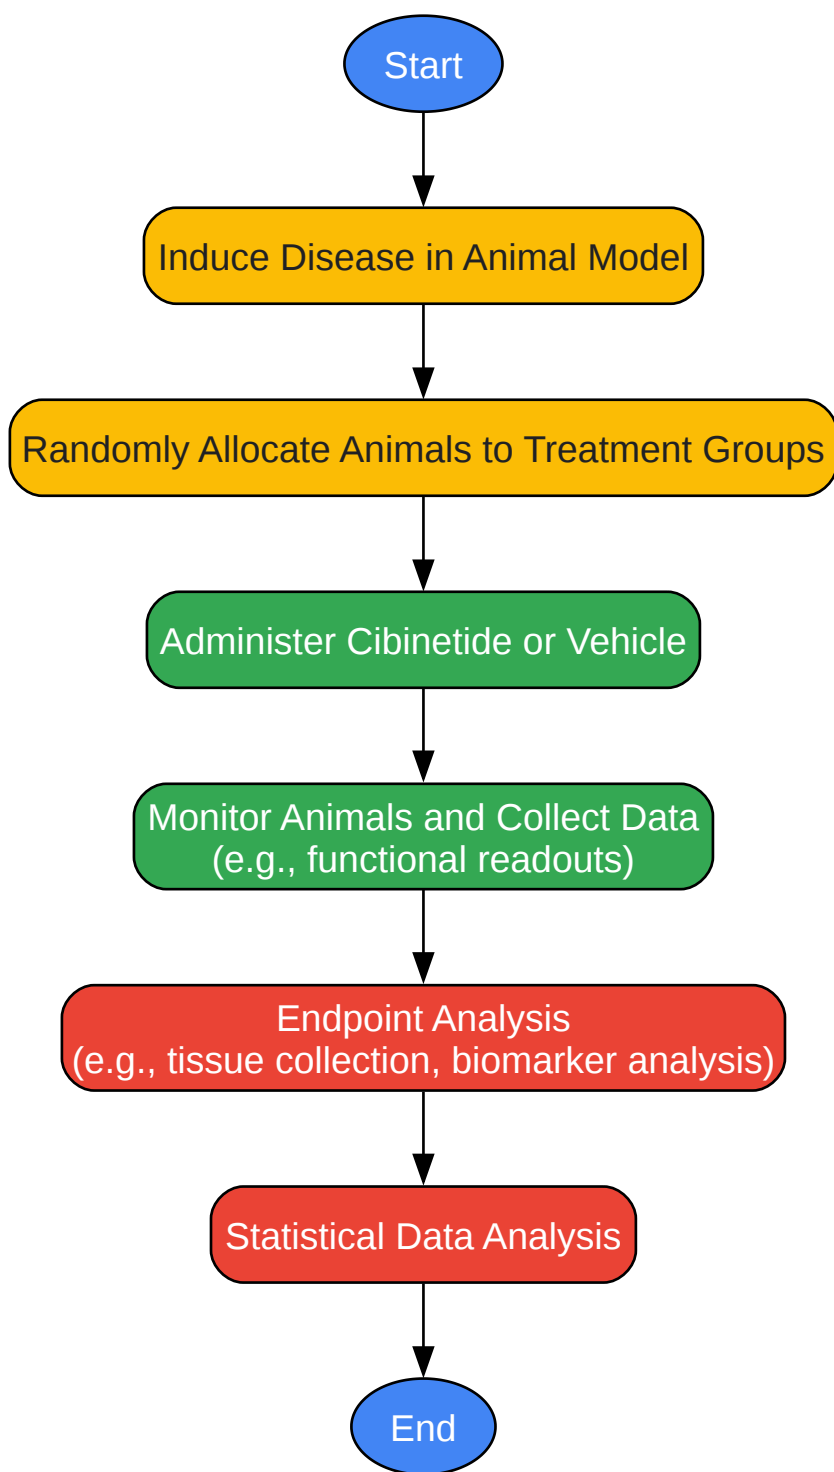 Start
Induce Disease in Animal Model
Randomly Allocate Animals to Treatment Groups
Administer Cibinetide or Vehicle
Monitor Animals and Collect Data
(e.g., functional readouts)
Endpoint Analysis
(e.g., tissue collection, biomarker analysis)
Statistical Data Analysis
End